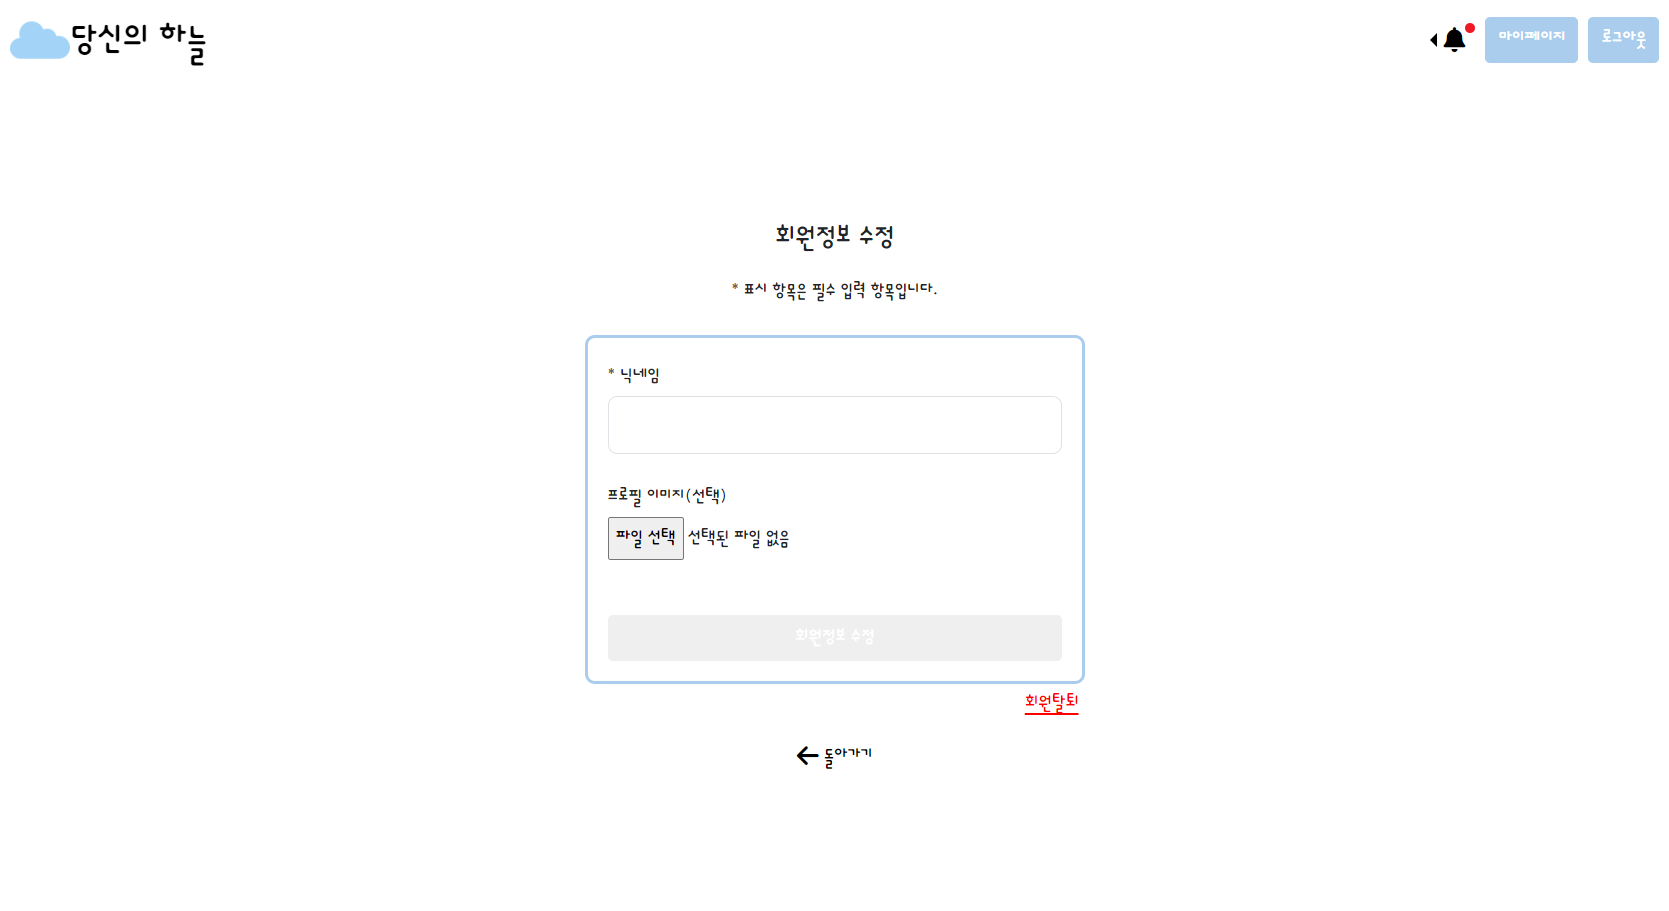 당신의 하늘
마이페이지
로그아웃
회원정보 수정
* 표시 항목은 필수 입력 항목입니다.
* 닉네임
프로필 이미지(선택)
파일 선택 선택된 파일 없음
회원정보 수정
회원탈퇴
돌아가기